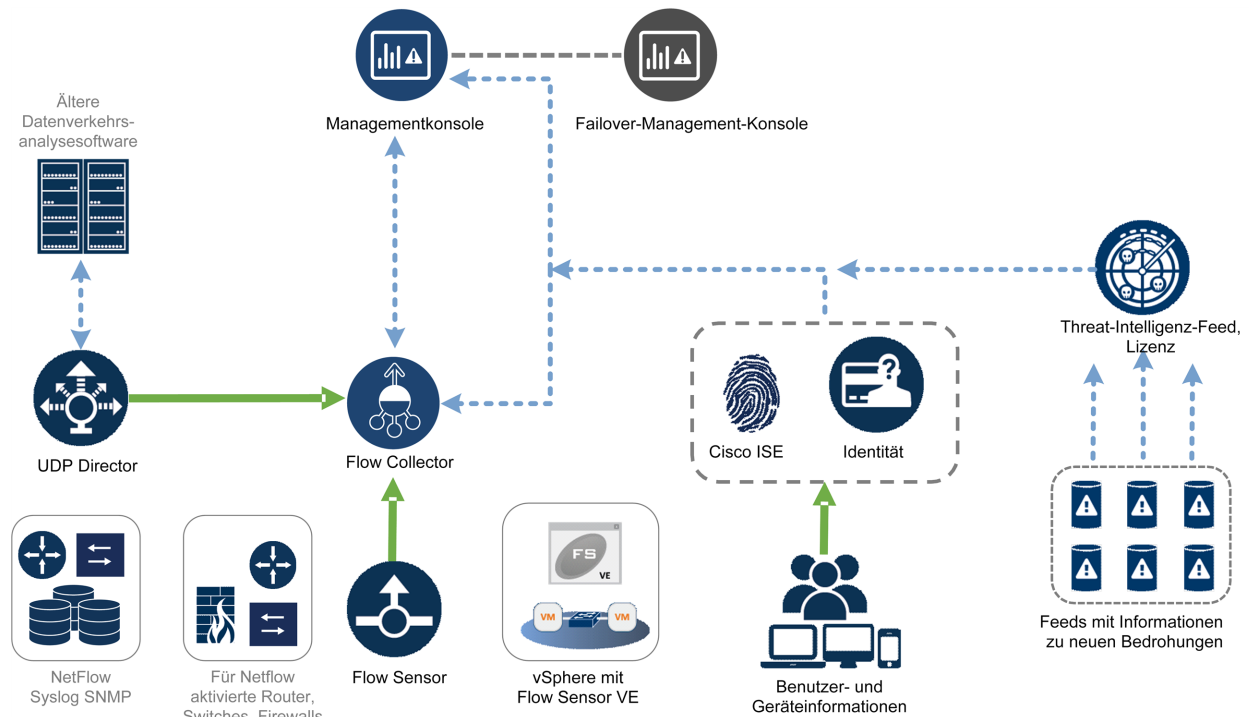 Managementkonsole
Failover-Management-Konsole
Ältere
Datenverkehrs-
analysesoftware
Threat-Intelligenz-Feed,
Lizenz
?
Cisco ISE
Identität
UDP Director
Flow Collector
FS
VE
VM
VM
Feeds mit Informationen
zu neuen Bedrohungen
NetFlow
Syslog SNMP
Für Netflow
aktivierte Router,
Switches, Firewalls
Flow Sensor
vSphere mit
Flow Sensor VE
Benutzer- und
Geräteinformationen